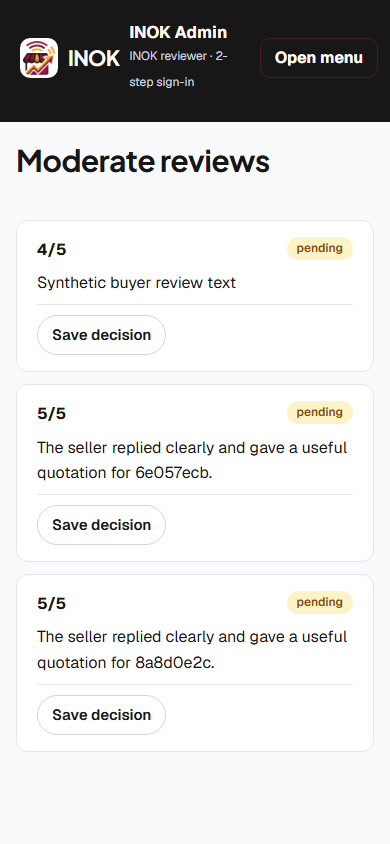 INOK
INOK Admin
INOK reviewer · 2-
step sign-in
Open menu
Moderate reviews
4/5
pending
Synthetic buyer review text
Save decision
5/5
pending
The seller replied clearly and gave a useful
quotation for 6e057ecb.
Save decision
5/5
pending
The seller replied clearly and gave a useful
quotation for 8a8d0e2c.
Save decision